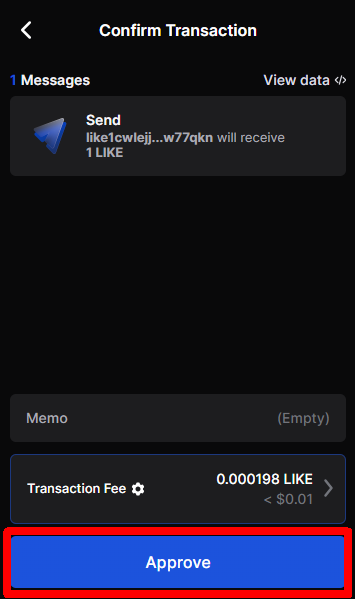 Confirm Transaction
1 Messages
View data </>
Send
like1cwlejj...w77qkn will receive
1 LIKE
Memo
(Empty)
Transaction Fee
0.000198 LIKE
< $0.01
Approve